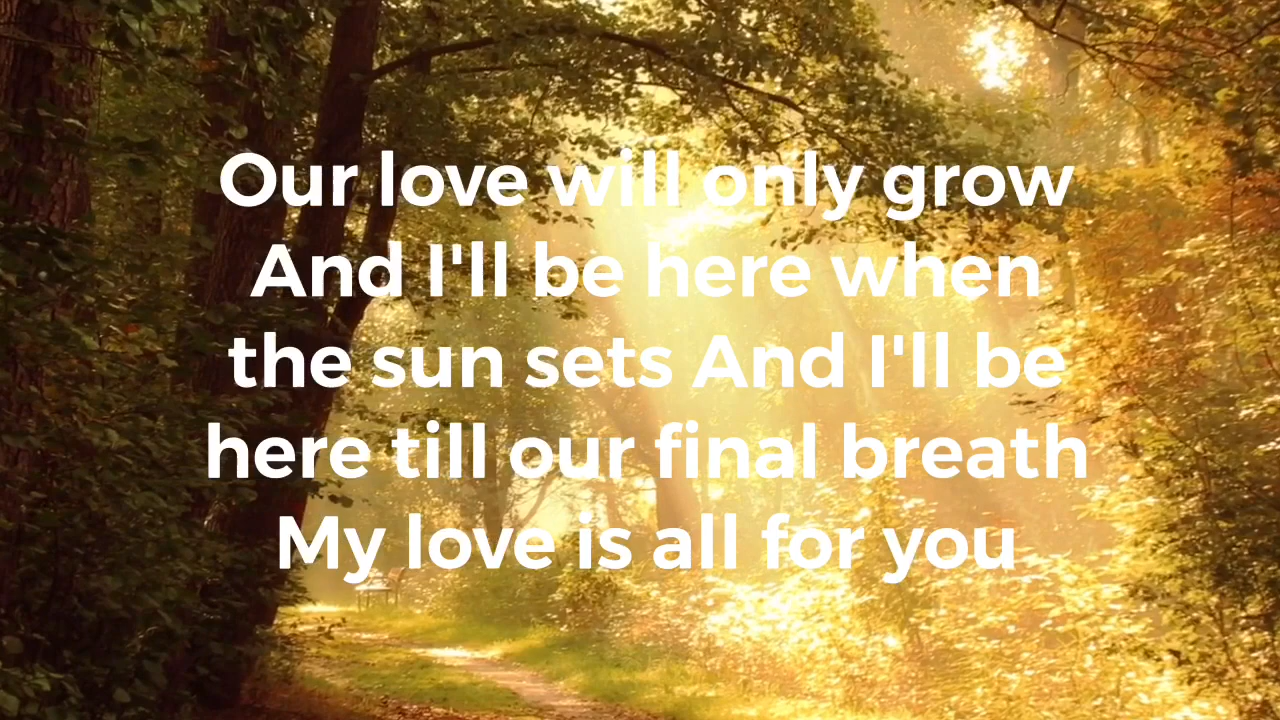 Our love will only grow
And I'll be here when
the sun sets And I'll be
here till our final breath
My love is all for you